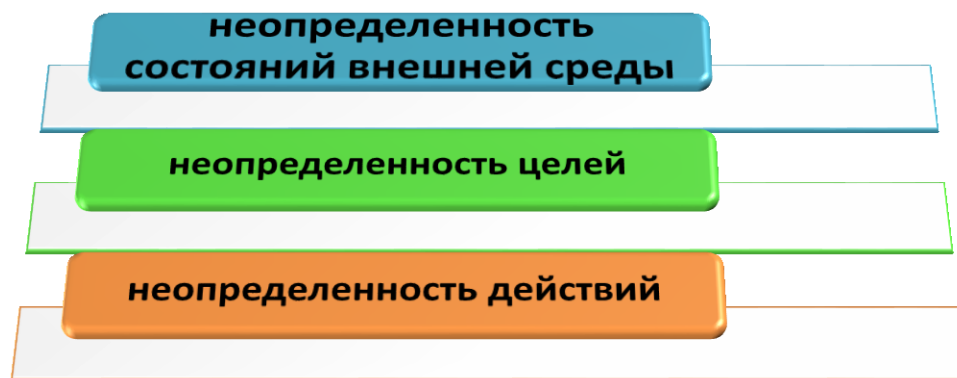 неопределенность
состояний внешней среды
неопределенность целей
неопределенность действий